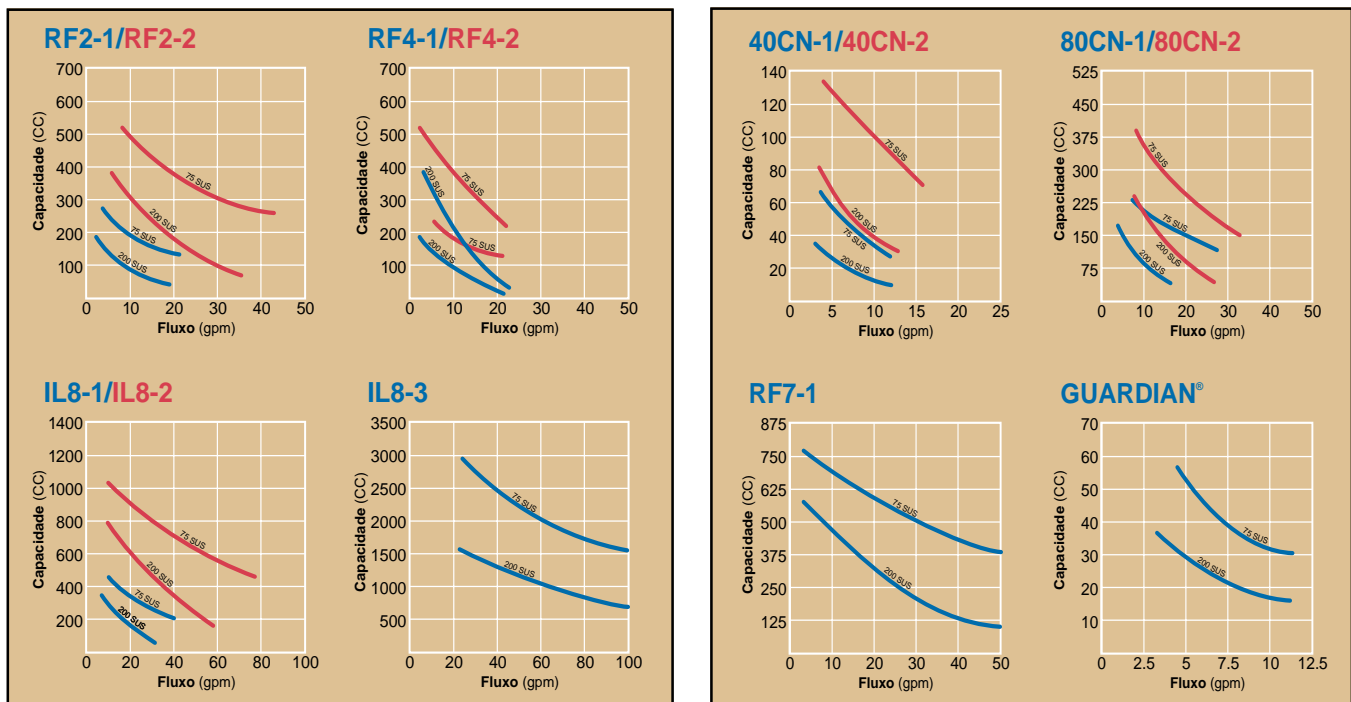 RF2-1/RF2-2
700
600
500
400
300
200
100
Capacidade (CC)
75 SUS
200 SUS
75 SUS
200 SUS
0 10 20 30 40 50
Fluxo (gpm)
RF4-1/RF4-2
700
600
500
400
300
200
100
Capacidade (CC)
75 SUS
200 SUS
75 SUS
200 SUS
0 10 20 30 40 50
Fluxo (gpm)
40CN-1/40CN-2
140
120
100
80
60
40
20
Capacidade (CC)
75 SUS
200 SUS
75 SUS
200 SUS
0 5 10 15 20 25
Fluxo (gpm)
80CN-1/80CN-2
525
450
375
300
225
150
75
Capacidade (CC)
75 SUS
75 SUS
200 SUS
200 SUS
0 10 20 30 40 50
Fluxo (gpm)
IL8-1/IL8-2
1400
1200
1000
800
600
400
200
Capacidade (CC)
75 SUS
200 SUS
75 SUS
200 SUS
0 20 40 60 80 100
Fluxo (gpm)
IL8-3
3500
3000
2500
2000
1500
1000
500
Capacidade (CC)
75 SUS
200 SUS
0 20 40 60 80 100
Fluxo (gpm)
RF7-1
875
750
625
500
375
250
125
Capacidade (CC)
75 SUS
200 SUS
0 10 20 30 40 50
Fluxo (gpm)
GUARDIAN®
70
60
50
40
30
20
10
Capacidade (CC)
75 SUS
200 SUS
0 2.5 5 7.5 10 12.5
Fluxo (gpm)